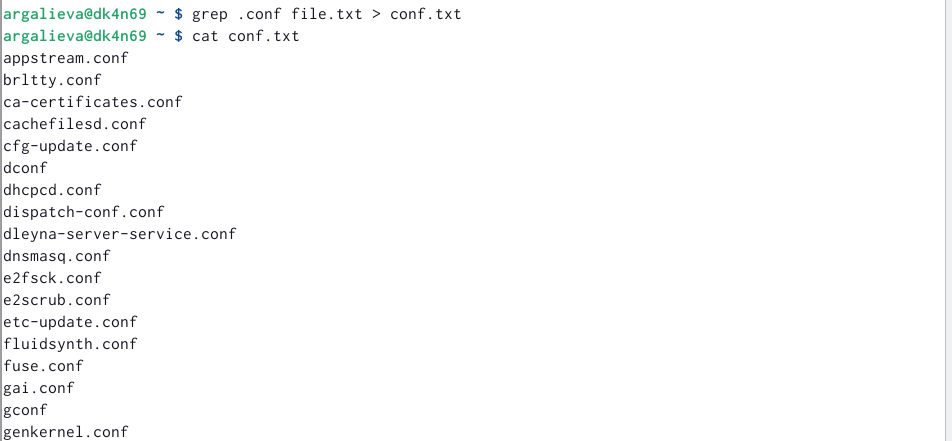 argalieva@dk4n69 ~ $ grep .conf file.txt > conf.txt
argalieva@dk4n69 ~ $ cat conf.txt
appstream.conf
brltty.conf
ca-certificates.conf
cachefilesd.conf
cfg-update.conf
dconf
dhcpcd.conf
dispatch-conf.conf
dleyna-server-service.conf
dnsmasq.conf
e2fsck.conf
e2scrub.conf
etc-update.conf
fluidsynth.conf
fuse.conf
gai.conf
gconf
genkernel.conf